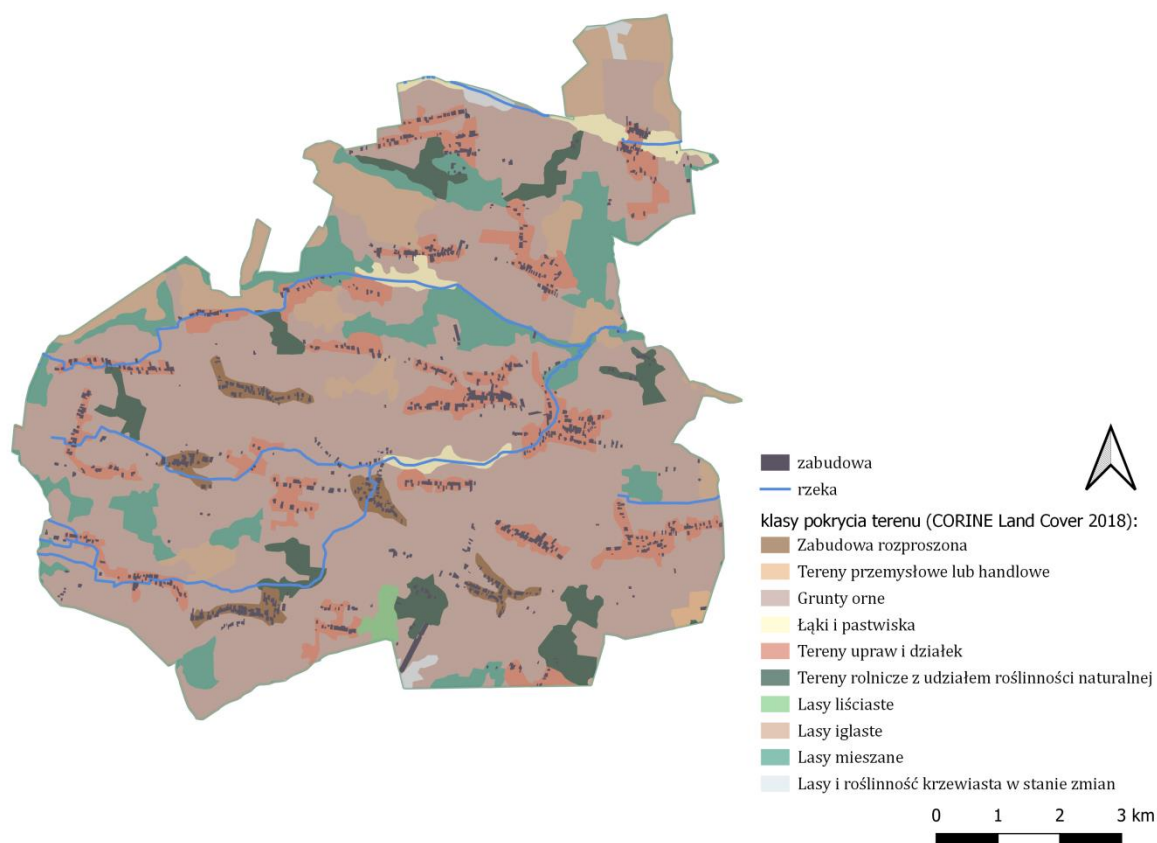 zabudowa
rzeka
klasy pokrycia terenu (CORINE Land Cover 2018):
Zabudowa rozproszona
Tereny przemysłowe lub handlowe
Grunty orne
Łąki i pastwiska
Tereny upraw i działek
Tereny rolnicze z udziałem roślinności naturalnej
Lasy liściaste
Lasy iglaste
Lasy mieszane
Lasy i roślinność krzewiasta w stanie zmian
0 1 2 3 km